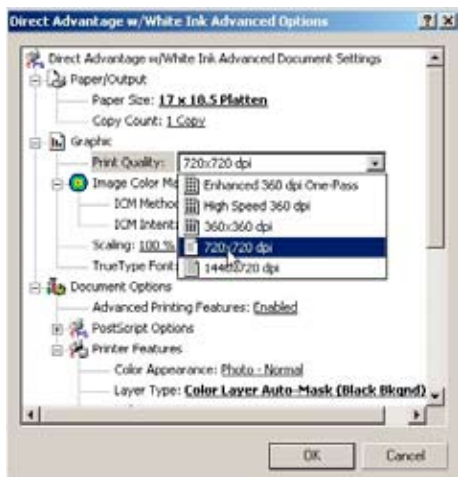 Direct Advantage w/White Ink Advanced Options
Direct Advantage w/White Ink Advanced Document Settings
Paper/Output
Paper Size: 17 x 18.5 Platten
Copy Count: 1 Copy
Graphic
Print Quality: 720x720 dpi
Image Color Ma
Enhanced 360 dpi One-Pass
ICM Method
High Speed 360 dpi
ICM Intent
360x360 dpi
Scaling: 100 %
720x720 dpi
TrueType Font:
1440x720 dpi
Document Options
Advanced Printing Features: Enabled
PostScript Options
Printer Features
Color Appearance: Photo - Normal
Layer Type: Color Layer Auto-Mask (Black Bkgnd)
OK
Cancel